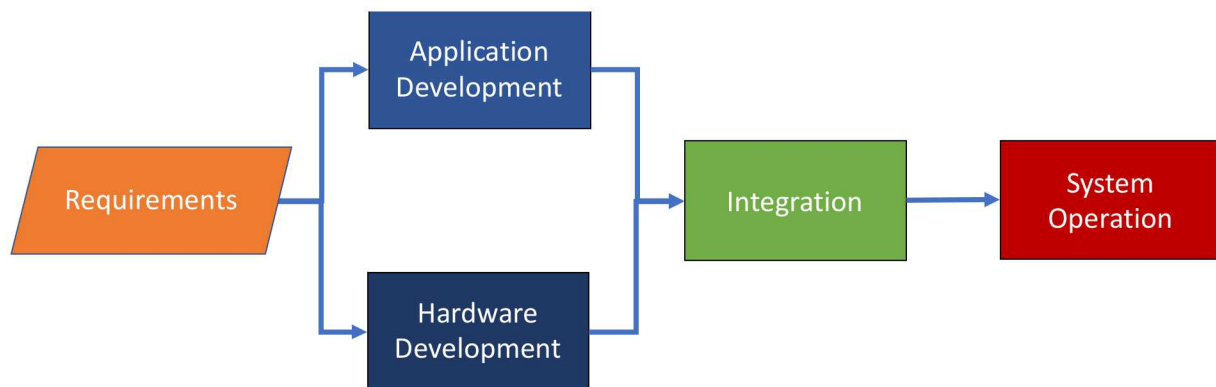 Application
Development
Requirements
Integration
System
Operation
Hardware
Development